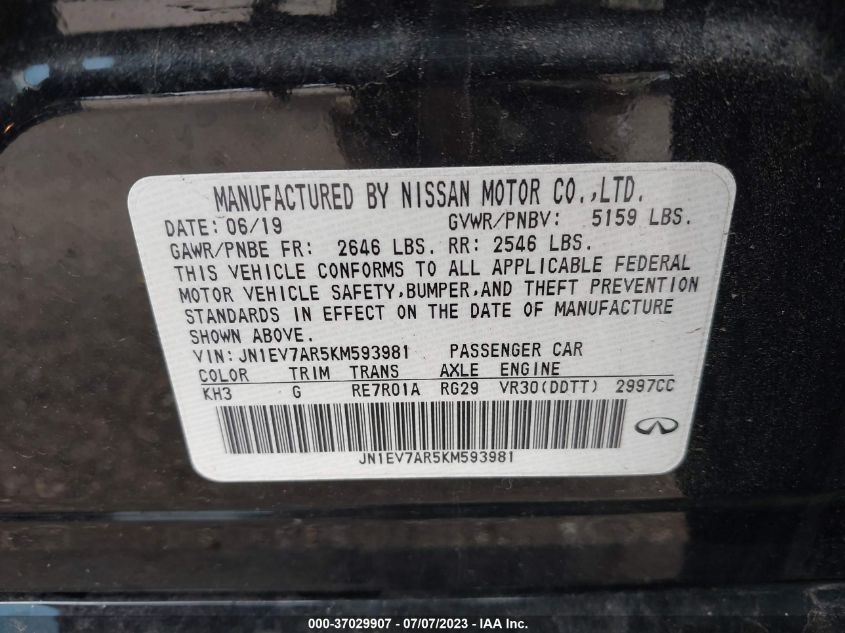 MANUFACTURED BY NISSAN MOTOR CO.,LTD.
DATE: 06/19 GVWR/PNBV: 5159 LBS.
GAWR/PNBE FR: 2646 LBS. RR: 2546 LBS.
THIS VEHICLE CONFORMS TO ALL APPLICABLE FEDERAL
MOTOR VEHICLE SAFETY,BUMPER,AND THEFT PREVENTION
STANDARDS IN EFFECT ON THE DATE OF MANUFACTURE
SHOWN ABOVE.
VIN: JN1EV7AR5KM593981 PASSENGER CAR
COLOR TRIM TRANS AXLE ENGINE
KH3 G RE7R01A RG29 VR30(DDTT) 2997CC
JN1EV7AR5KM593981
000-37029907 - 07/07/2023 - IAA Inc.